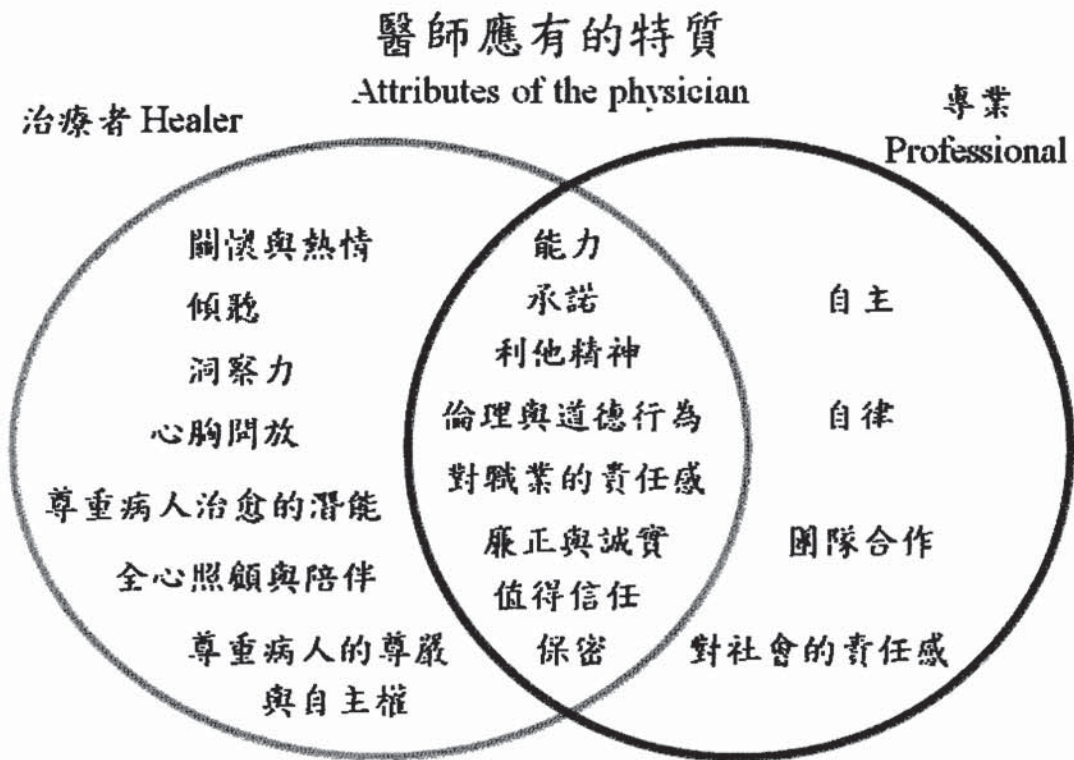 醫師應有的特質
Attributes of the physician
治療者 Healer
專業
Professional
關懷與熱情
傾聽
洞察力
心胸開放
尊重病人治愈的潛能
全心照顧與陪伴
尊重病人的尊嚴
與自主權
能力
承諾
利他精神
倫理與道德行為
對職業的責任感
廉正與誠實
值得信任
保密
自主
自律
團隊合作
對社會的責任感